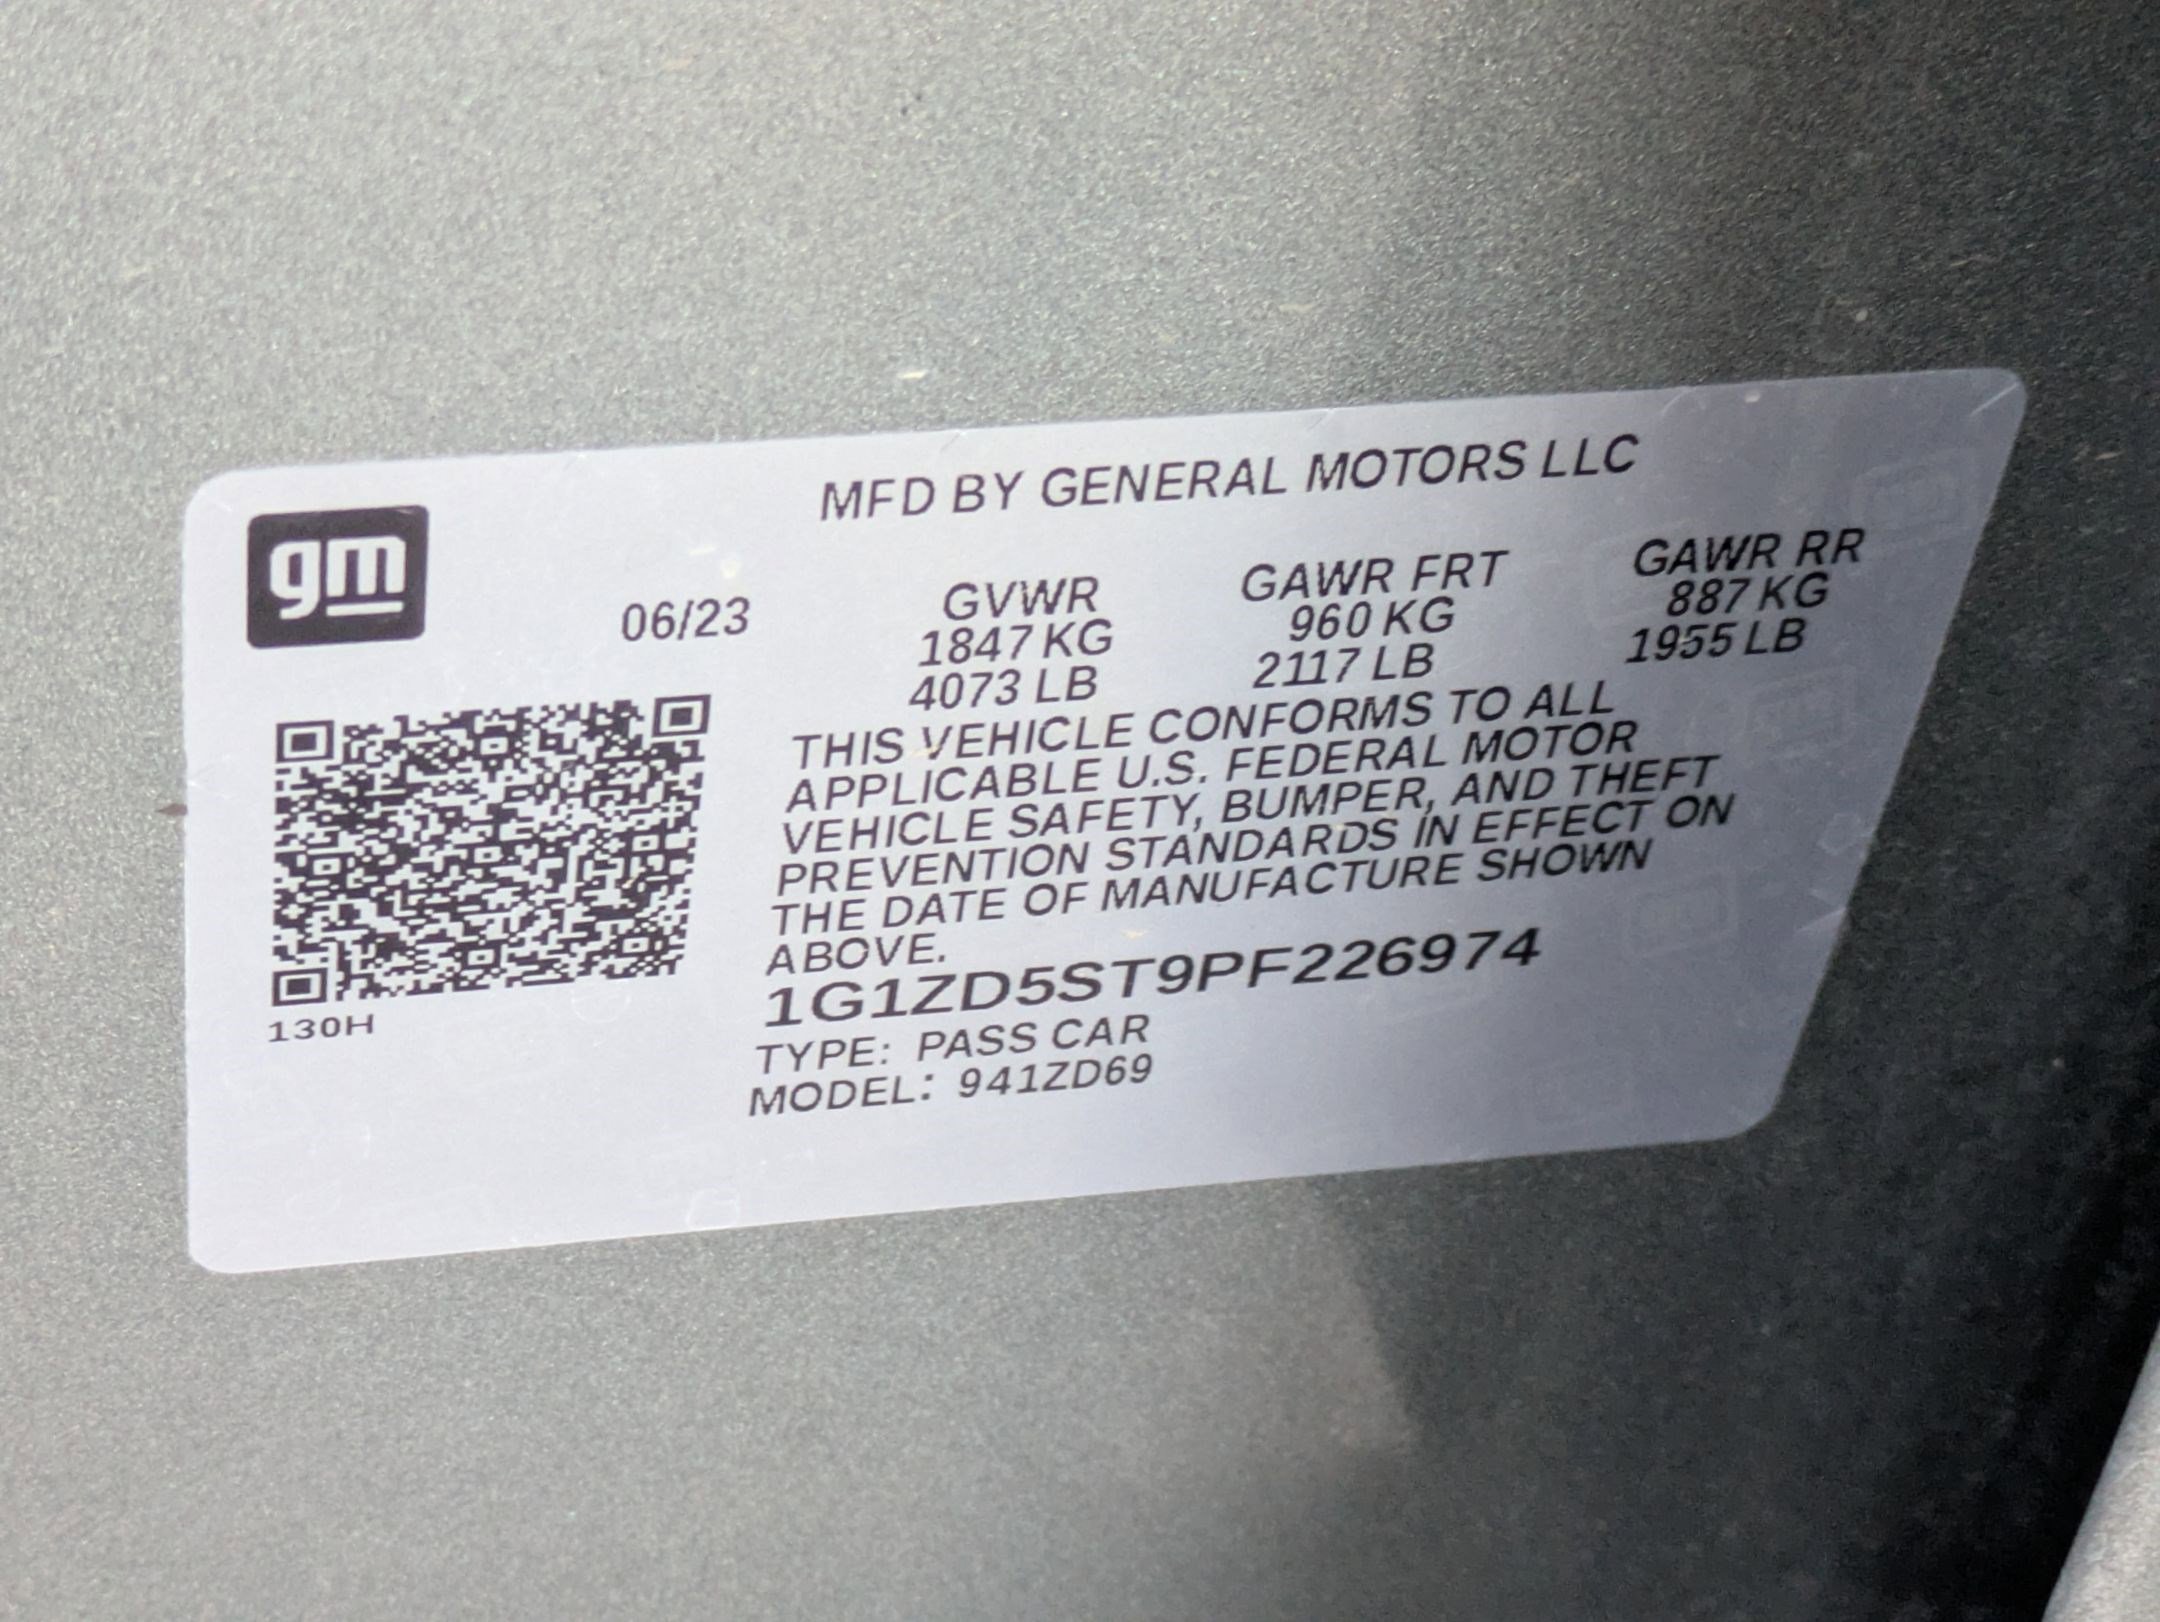 MFD BY GENERAL MOTORS LLC
gm
06/23
GVWR GAWR FRT GAWR RR
1847 KG 960 KG 887 KG
4073 LB 2117 LB 1955 LB
THIS VEHICLE CONFORMS TO ALL
APPLICABLE U.S. FEDERAL MOTOR
VEHICLE SAFETY, BUMPER, AND THEFT
PREVENTION STANDARDS IN EFFECT ON
THE DATE OF MANUFACTURE SHOWN
ABOVE.
1G1ZD5ST9PF226974
130H
TYPE: PASS CAR
MODEL: 941ZD69